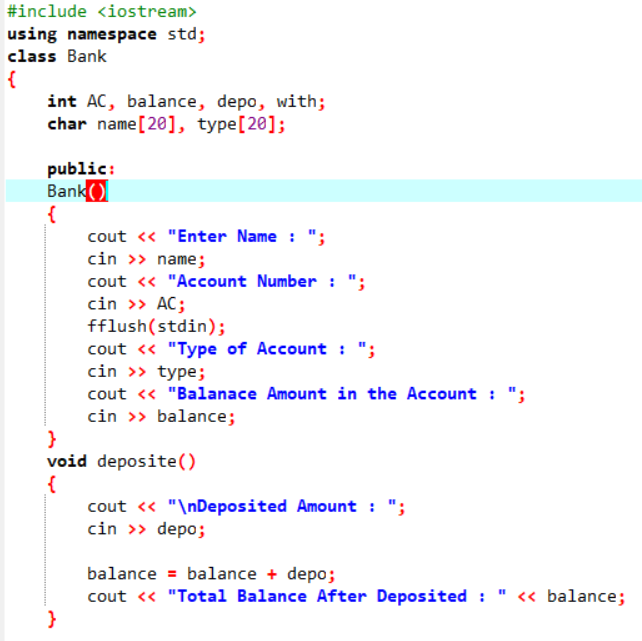 #include <iostream>
using namespace std;
class Bank
{
    int AC, balance, depo, with;
    char name[20], type[20];

    public:
    Bank()
    {
        cout << "Enter Name : ";
        cin >> name;
        cout << "Account Number : ";
        cin >> AC;
        fflush(stdin);
        cout << "Type of Account : ";
        cin >> type;
        cout << "Balanace Amount in the Account : ";
        cin >> balance;
    }
    void deposite()
    {
        cout << "\nDeposited Amount : ";
        cin >> depo;

        balance = balance + depo;
        cout << "Total Balance After Deposited : " << balance;
    }